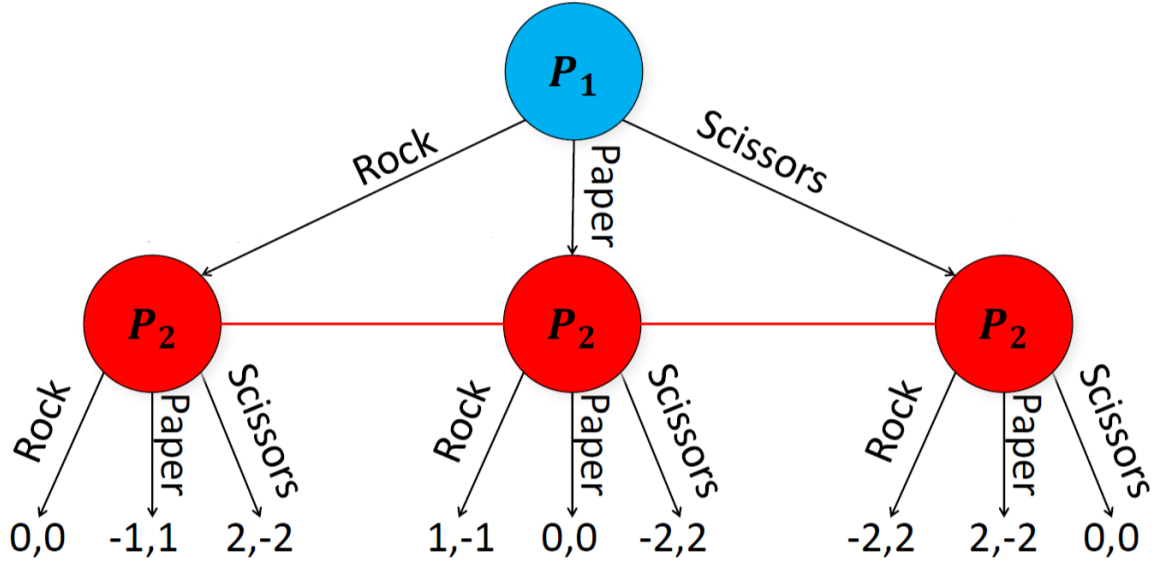 P1
Rock Paper Scissors
P2 P2 P2
Rock Paper Scissors Rock Paper Scissors Rock Paper Scissors
0,0 -1,1 2,-2 1,-1 0,0 -2,2 -2,2 2,-2 0,0